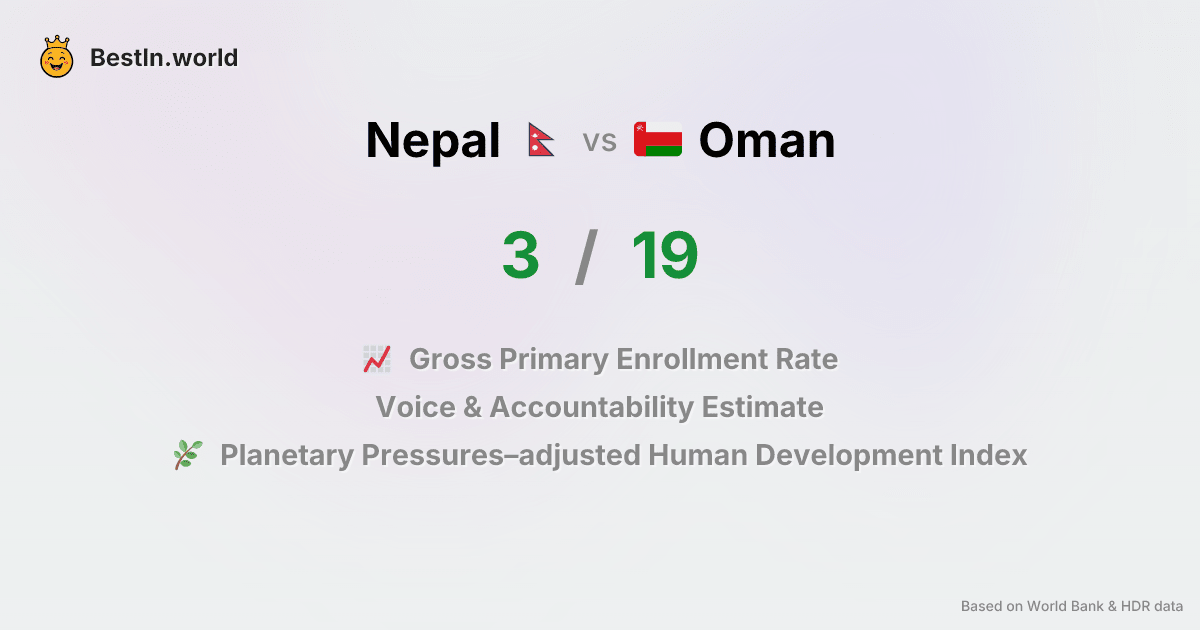 BestIn.world
Nepal vs Oman
3 / 19
Gross Primary Enrollment Rate
Voice & Accountability Estimate
Planetary Pressures–adjusted Human Development Index
Based on World Bank & HDR data